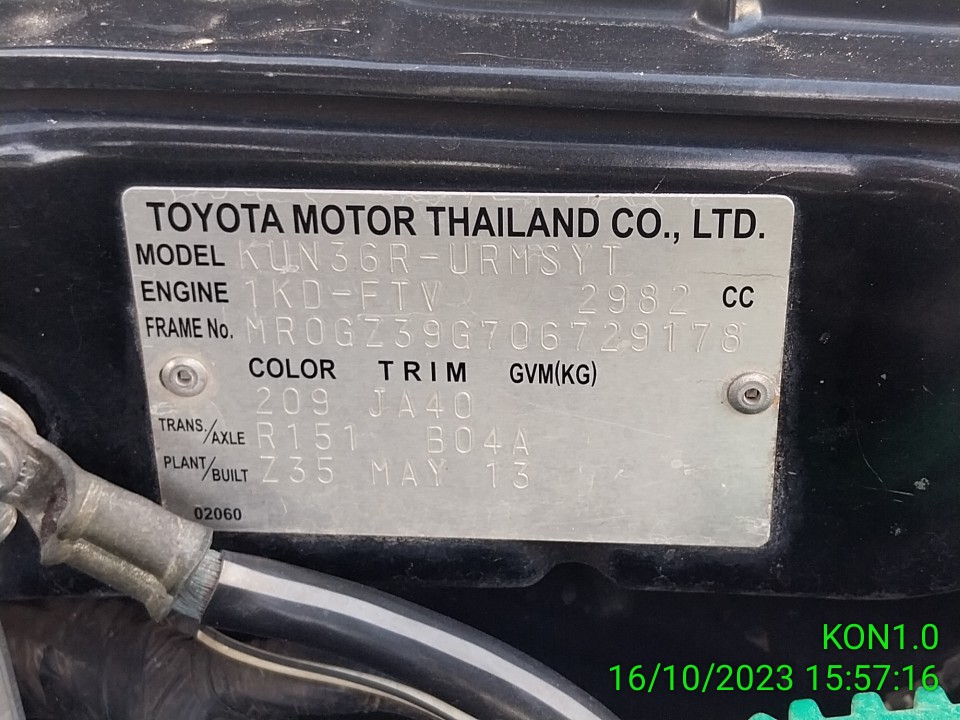 TOYOTA MOTOR THAILAND CO., LTD.
MODEL KUN36R-URMSYT
ENGINE 1KD-FTV 2982 CC
FRAME No. MR0GZ39G706729178
COLOR TRIM GVM(KG)
209 JA40
TRANS./AXLE R151 B04A
PLANT/BUILT Z35 MAY 13
02060
KON1.0
16/10/2023 15:57:16